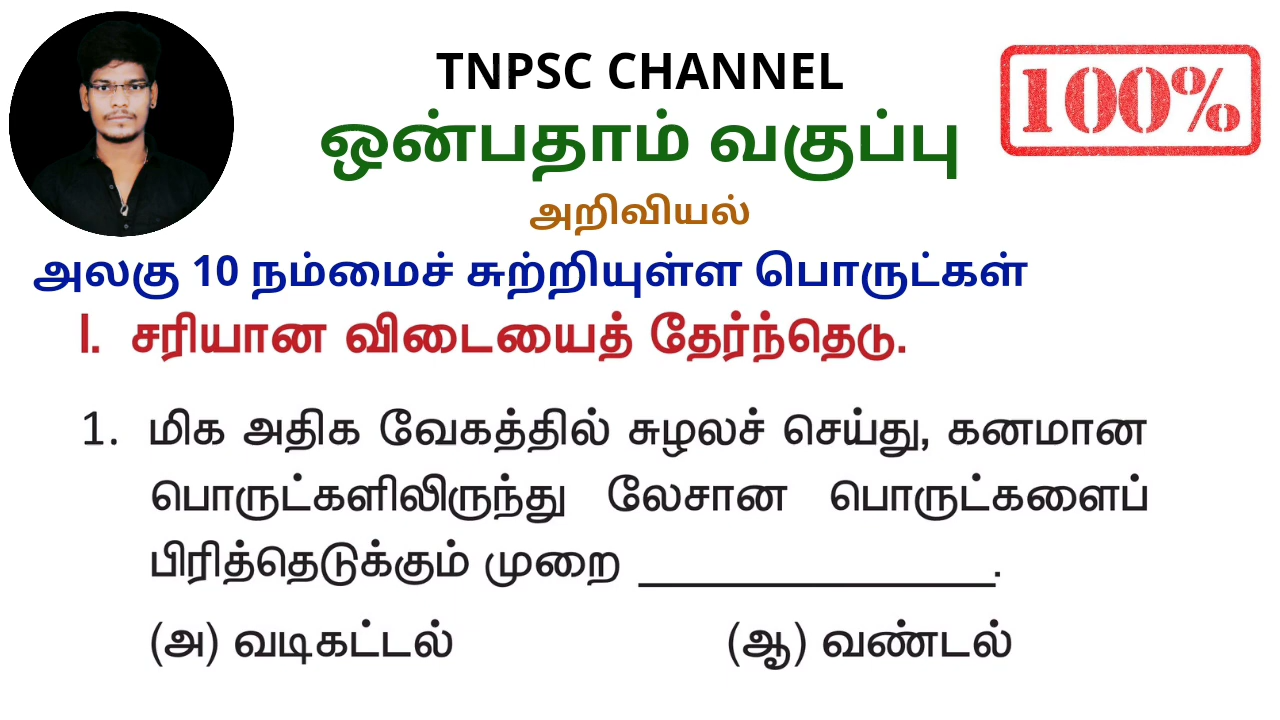 TNPSC CHANNEL
100%
ஒன்பதாம் வகுப்பு
அறிவியல்
அலகு 10 நம்மைச் சுற்றியுள்ள பொருட்கள்
I. சரியான விடையைத் தேர்ந்தெடு.
1. மிக அதிக வேகத்தில் சுழலச் செய்து, கனமான
பொருட்களிலிருந்து லேசான பொருட்களைப்
பிரித்தெடுக்கும் முறை ______________.
(அ) வடிகட்டல் (ஆ) வண்டல்